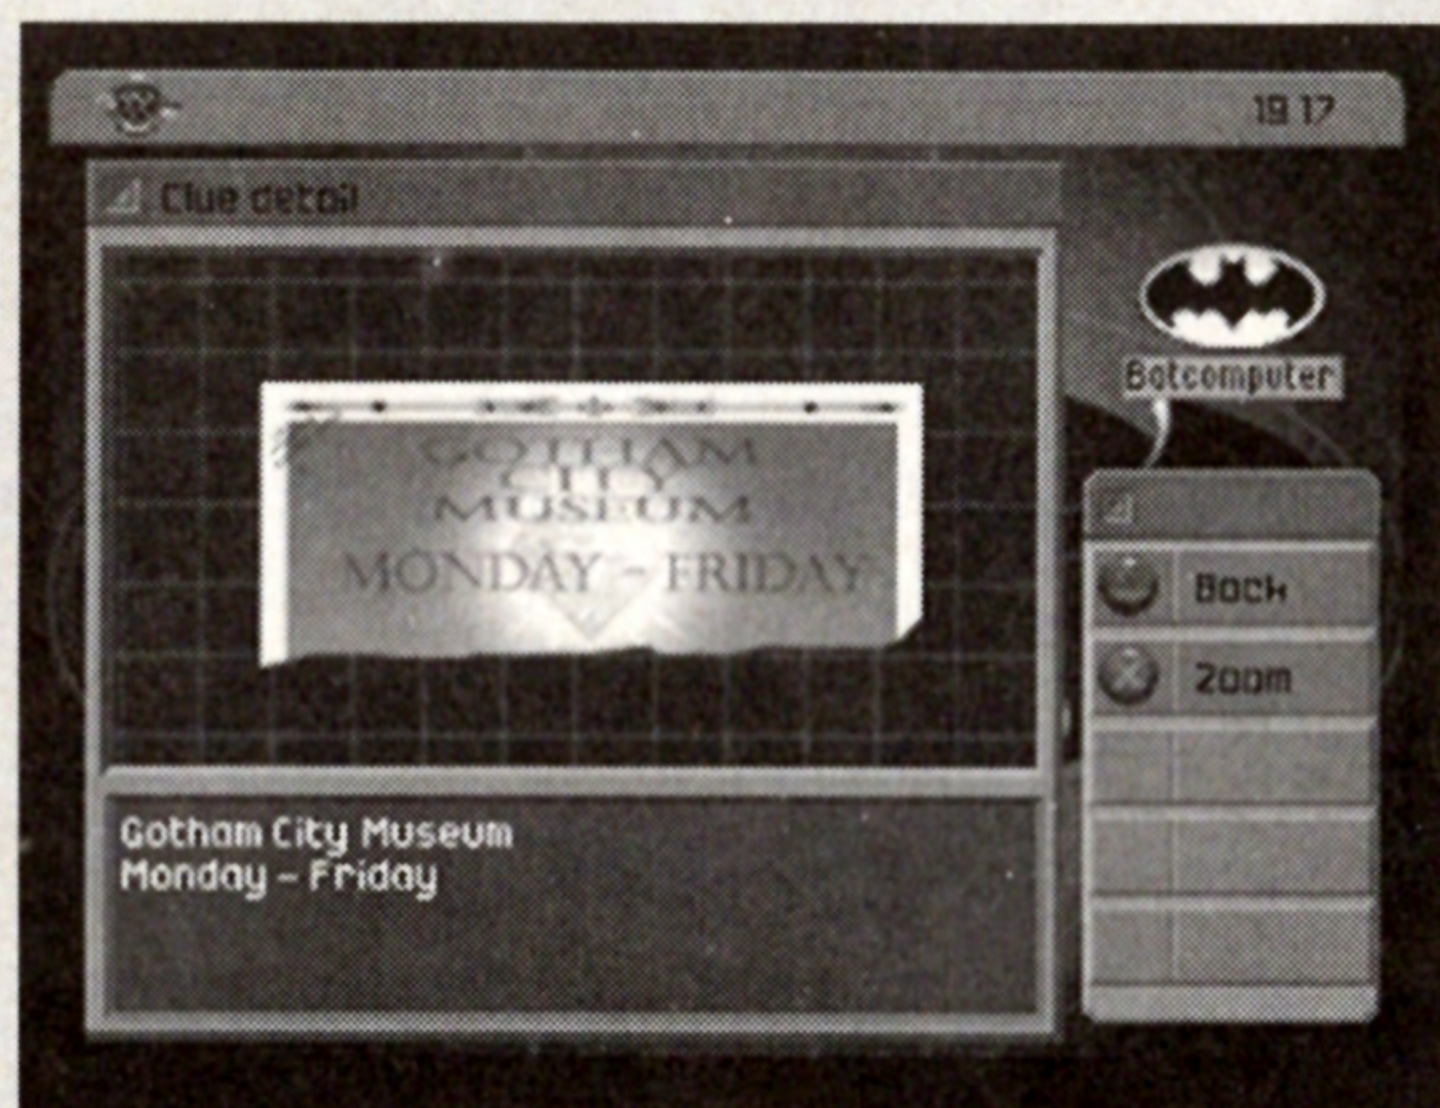 19 17
Clue detail
Batcomputer
GOTHAM
CITY
MUSEUM
MONDAY – FRIDAY
Back
Zoom
Gotham City Museum
Monday – Friday